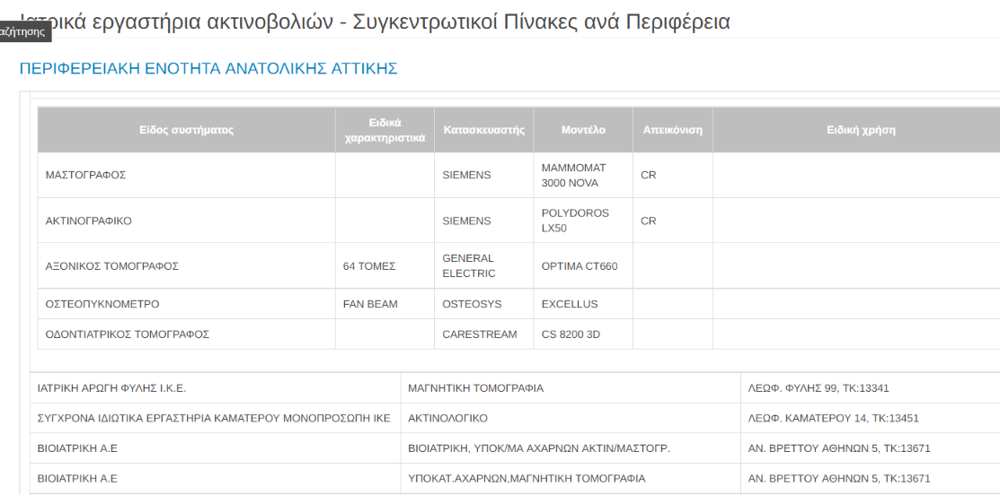 Ιατρικά εργαστήρια ακτινοβολιών - Συγκεντρωτικοί Πίνακες ανά Περιφέρεια
αζήτησης
ΠΕΡΙΦΕΡΕΙΑΚΗ ΕΝΟΤΗΤΑ ΑΝΑΤΟΛΙΚΗΣ ΑΤΤΙΚΗΣ
Είδος συστήματος Ειδικά χαρακτηριστικά Κατασκευαστής Μοντέλο Απεικόνιση Ειδική χρήση
ΜΑΣΤΟΓΡΑΦΟΣ SIEMENS MAMMOMAT 3000 NOVA CR
ΑΚΤΙΝΟΓΡΑΦΙΚΟ SIEMENS POLYDOROS LX50 CR
ΑΞΟΝΙΚΟΣ ΤΟΜΟΓΡΑΦΟΣ 64 ΤΟΜΕΣ GENERAL ELECTRIC OPTIMA CT660
ΟΣΤΕΟΠΥΚΝΟΜΕΤΡΟ FAN BEAM OSTEOSYS EXCELLUS
ΟΔΟΝΤΙΑΤΡΙΚΟΣ ΤΟΜΟΓΡΑΦΟΣ CARESTREAM CS 8200 3D
ΙΑΤΡΙΚΗ ΑΡΩΓΗ ΦΥΛΗΣ Ι.Κ.Ε. ΜΑΓΝΗΤΙΚΗ ΤΟΜΟΓΡΑΦΙΑ ΛΕΩΦ. ΦΥΛΗΣ 99, ΤΚ:13341
ΣΥΓΧΡΟΝΑ ΙΔΙΩΤΙΚΑ ΕΡΓΑΣΤΗΡΙΑ ΚΑΜΑΤΕΡΟΥ ΜΟΝΟΠΡΟΣΩΠΗ ΙΚΕ ΑΚΤΙΝΟΛΟΓΙΚΟ ΛΕΩΦ. ΚΑΜΑΤΕΡΟΥ 14, ΤΚ:13451
ΒΙΟΙΑΤΡΙΚΗ Α.Ε ΒΙΟΙΑΤΡΙΚΗ, ΥΠΟΚ/ΜΑ ΑΧΑΡΝΩΝ ΑΚΤΙΝ/ΜΑΣΤΟΓΡ. ΑΝ. ΒΡΕΤΤΟΥ ΑΘΗΝΩΝ 5, ΤΚ:13671
ΒΙΟΙΑΤΡΙΚΗ Α.Ε ΥΠΟΚΑΤ.ΑΧΑΡΝΩΝ,ΜΑΓΝΗΤΙΚΗ ΤΟΜΟΓΡΑΦΙΑ ΑΝ. ΒΡΕΤΤΟΥ ΑΘΗΝΩΝ 5, ΤΚ:13671